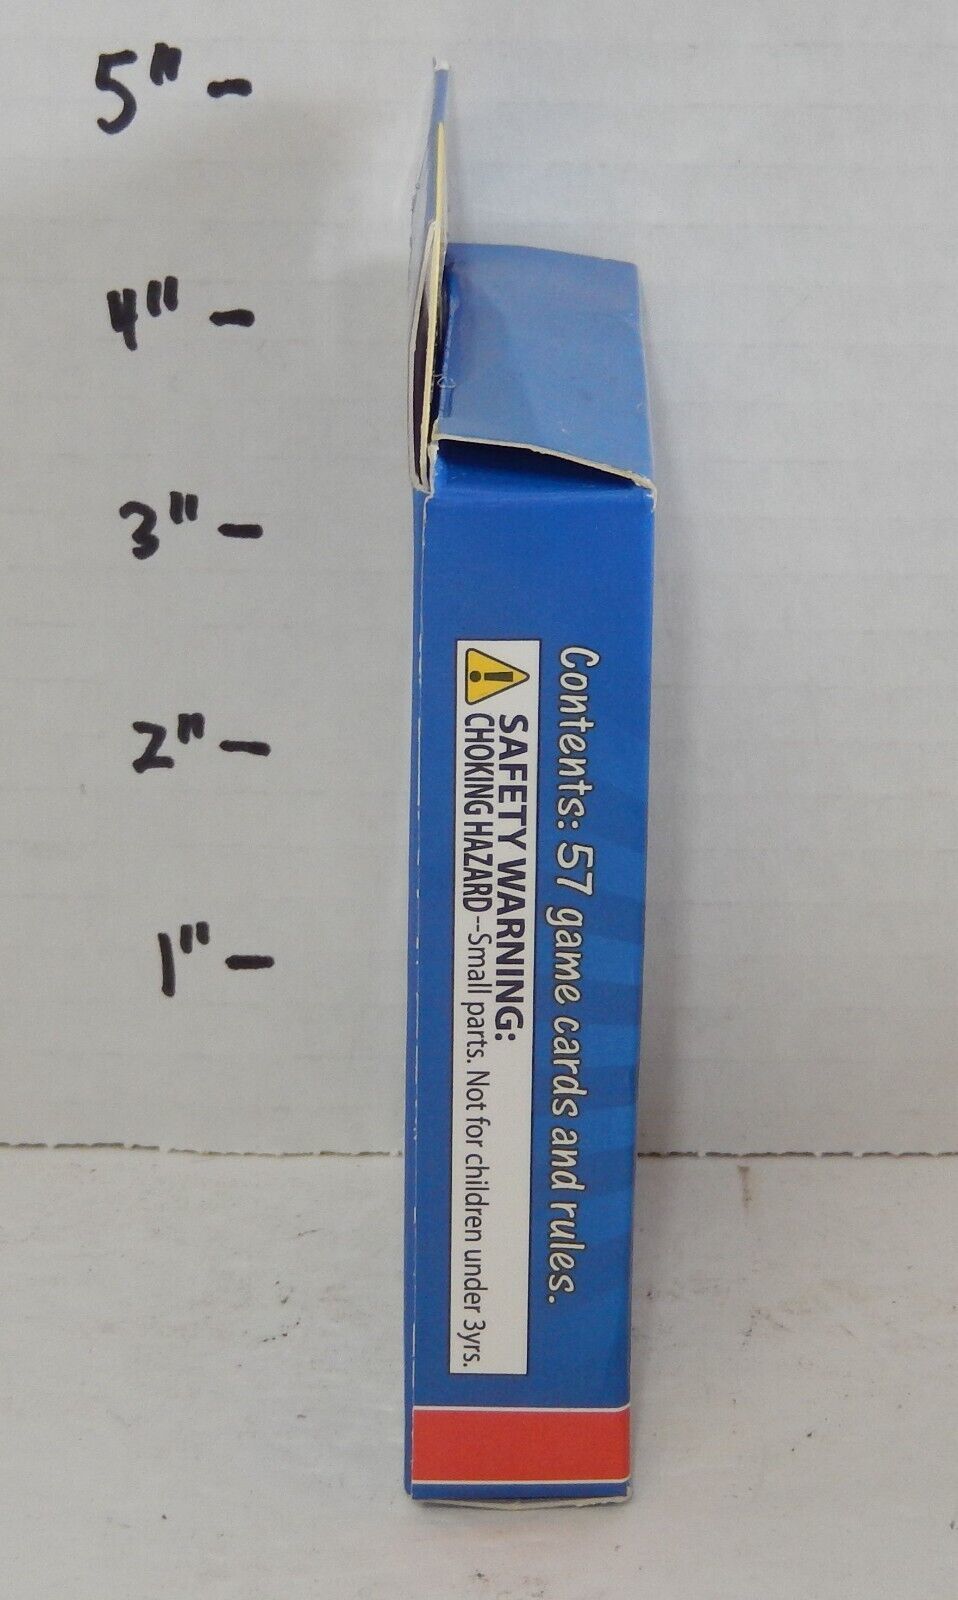 5" -
4" -
3" -
2" -
1" -
Contents: 57 game cards and rules.
SAFETY WARNING:
CHOKING HAZARD--Small parts. Not for children under 3yrs.